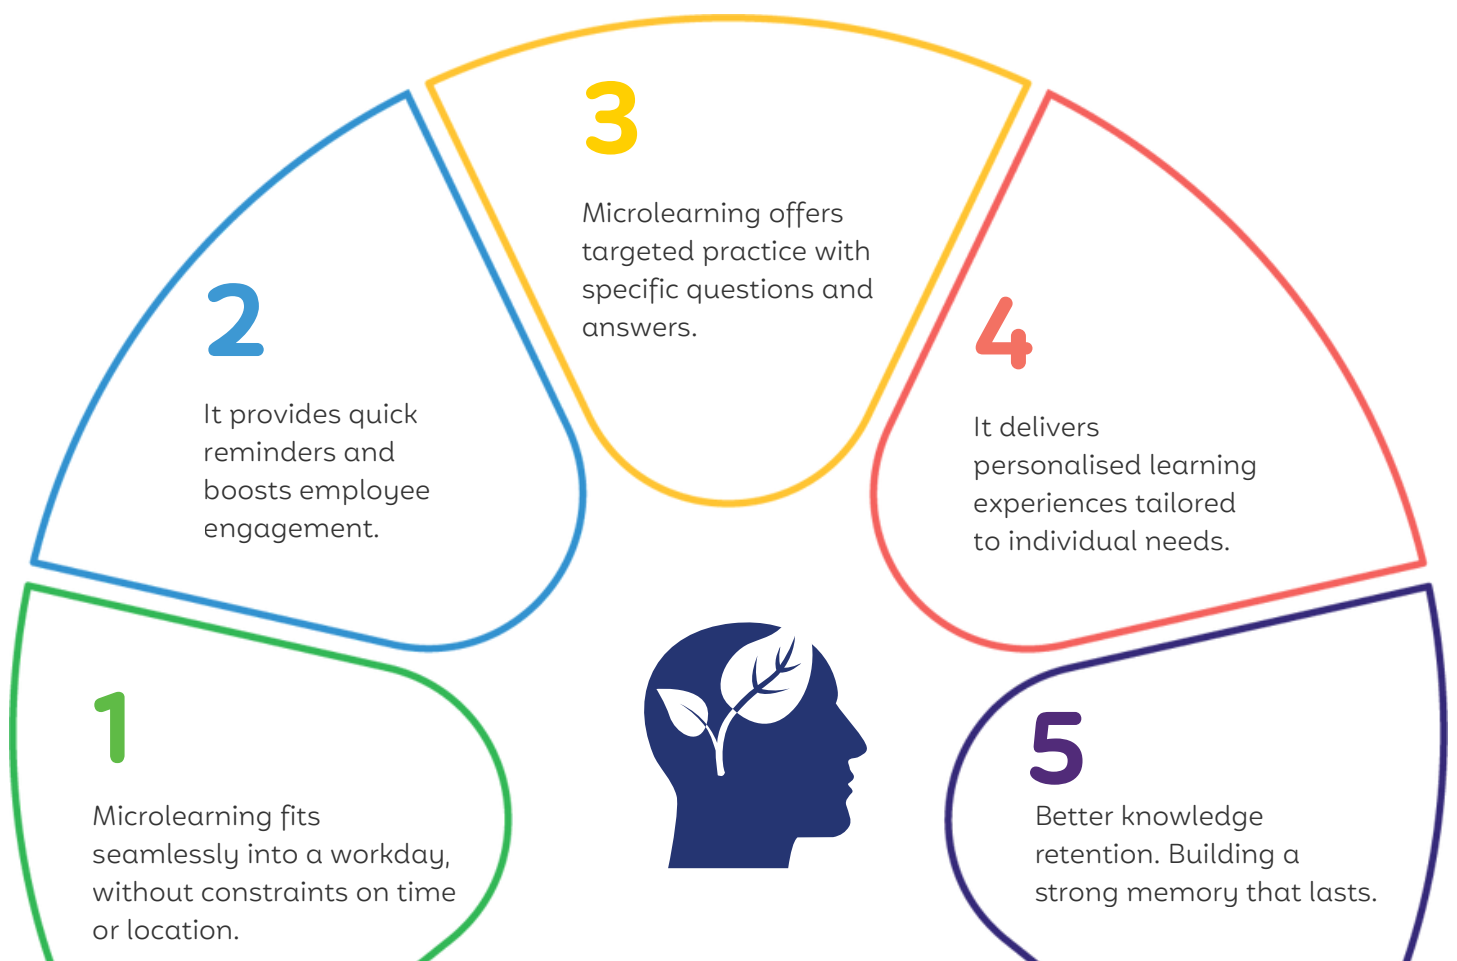 1
Microlearning fits
seamlessly into a workday,
without constraints on time
or location.
2
It provides quick
reminders and
boosts employee
engagement.
3
Microlearning offers
targeted practice with
specific questions and
answers.
4
It delivers
personalised learning
experiences tailored
to individual needs.
5
Better knowledge
retention. Building a
strong memory that lasts.